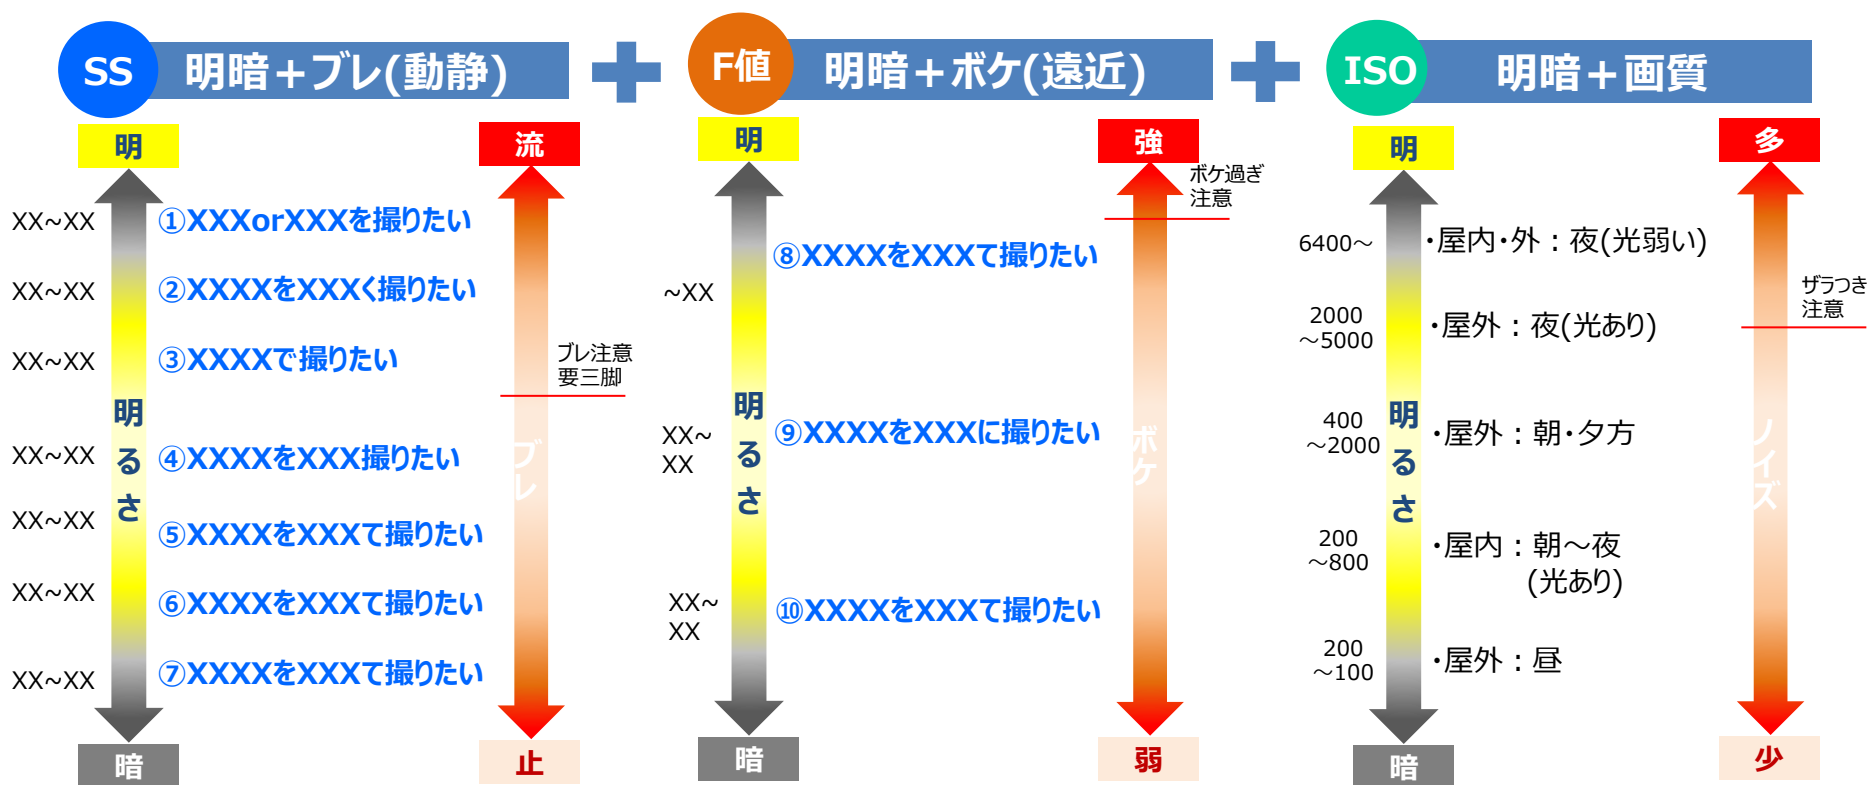 SS
明暗＋ブレ(動静)
F値
明暗＋ボケ(遠近)
ISO
明暗＋画質
明
流
XX~XX
①XXXorXXXを撮りたい
XX~XX
②XXXXをXXXく撮りたい
XX~XX
③XXXXで撮りたい
ブレ注意
要三脚
XX~XX
④XXXXをXXX撮りたい
XX~XX
⑤XXXXをXXXて撮りたい
XX~XX
⑥XXXXをXXXて撮りたい
XX~XX
⑦XXXXをXXXて撮りたい
明るさ
ブレ
暗
止
明
強
ボケ過ぎ
注意
~XX
⑧XXXXをXXXて撮りたい
XX~
XX
⑨XXXXをXXXに撮りたい
XX~
XX
⑩XXXXをXXXて撮りたい
明るさ
ボケ
暗
弱
明
多
6400～
・屋内・外：夜(光弱い)
ザラつき
注意
2000
～5000
・屋外：夜(光あり)
400
～2000
・屋外：朝・夕方
200
～800
・屋内：朝～夜
(光あり)
200
～100
・屋外：昼
明るさ
ノイズ
暗
少